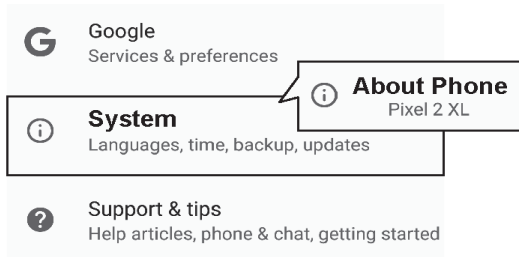 Google
Services & preferences
About Phone
Pixel 2 XL
System
Languages, time, backup, updates
Support & tips
Help articles, phone & chat, getting started